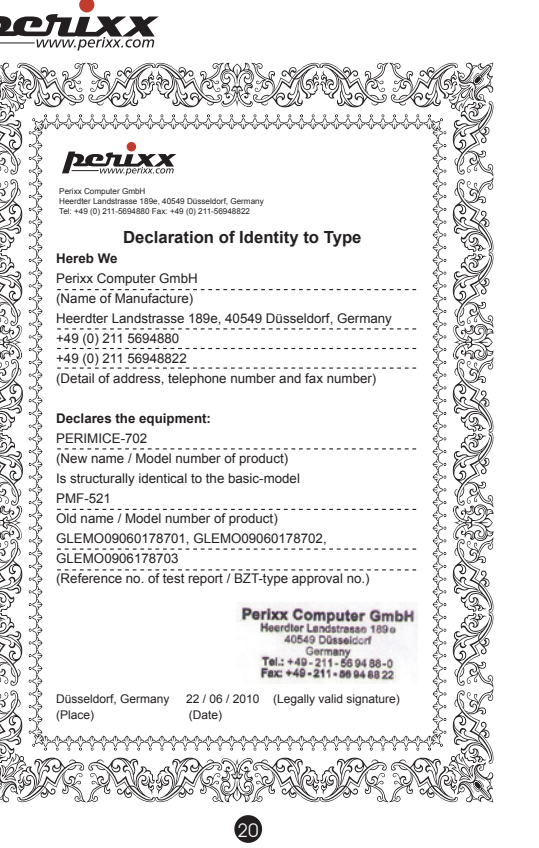 perixx
www.perixx.com
perixx
www.perixx.com
Perixx Computer GmbH
Heerdter Landstrasse 189e, 40549 Düsseldorf, Germany
Tel: +49 (0) 211-5694880 Fax: +49 (0) 211-56948822
Declaration of Identity to Type
Hereb We
Perixx Computer GmbH
(Name of Manufacture)
Heerdter Landstrasse 189e, 40549 Düsseldorf, Germany
+49 (0) 211 5694880
+49 (0) 211 56948822
(Detail of address, telephone number and fax number)
Declares the equipment:
PERIMICE-702
(New name / Model number of product)
Is structurally identical to the basic-model
PMF-521
Old name / Model number of product)
GLEMO09060178701, GLEMO09060178702,
GLEMO0906178703
(Reference no. of test report / BZT-type approval no.)
Perixx Computer GmbH
Heerdter Landstrasse 189e
40549 Düsseldorf
Germany
Tel.: +49-211-56 94 88-0
Fax: +49-211-56 94 88 22
Düsseldorf, Germany 22 / 06 / 2010 (Legally valid signature)
(Place) (Date)
20